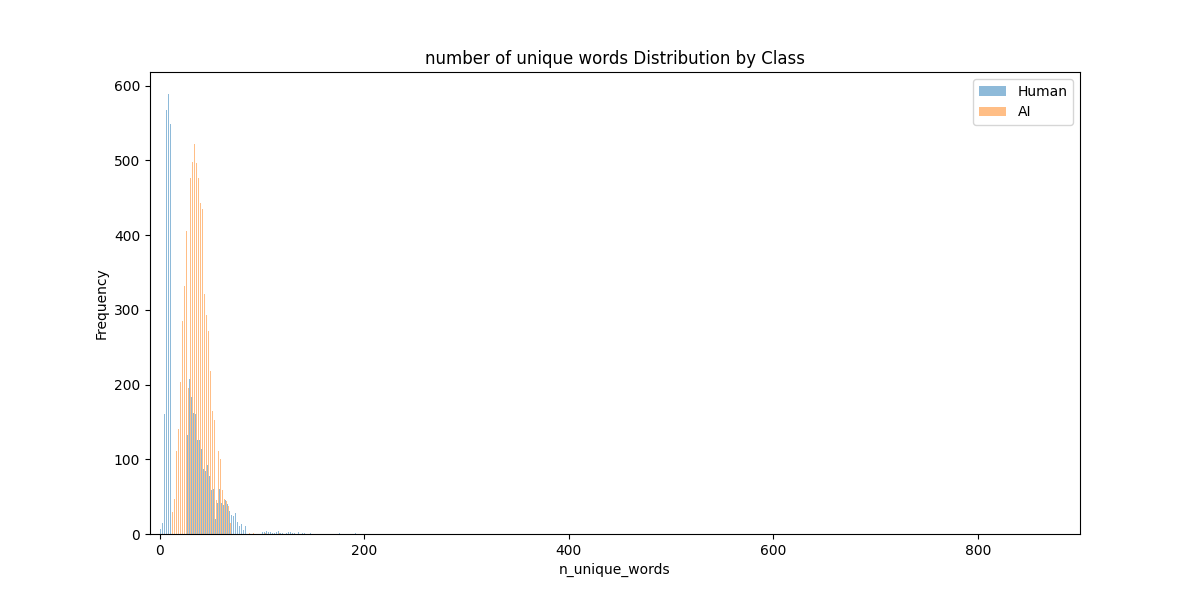 number of unique words Distribution by Class
Human
AI
600
500
400
300
200
100
0
Frequency
0 200 400 600 800
n_unique_words